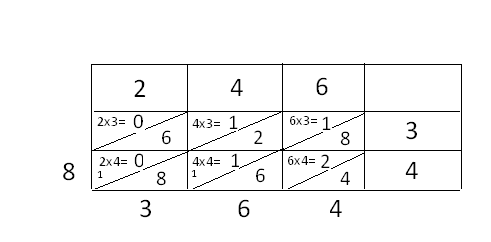 2 4 6
2x3= 0 6 4x3= 1 2 6x3= 1 8 3
8 2x4= 0 1 8 4x4= 1 1 6 6x4= 2 4 4
3 6 4